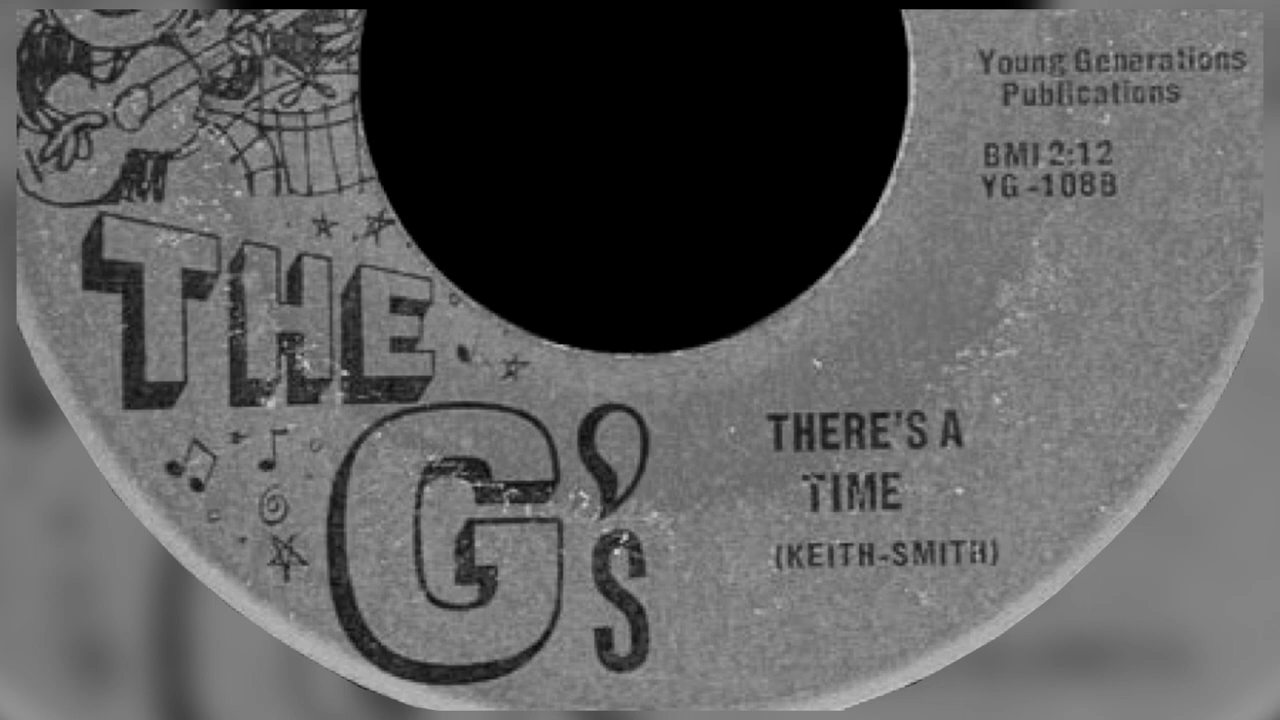 Young Generations
Publications
BMI 2:12
YG-108B
THE
G's
THERE'S A
TIME
(KEITH-SMITH)